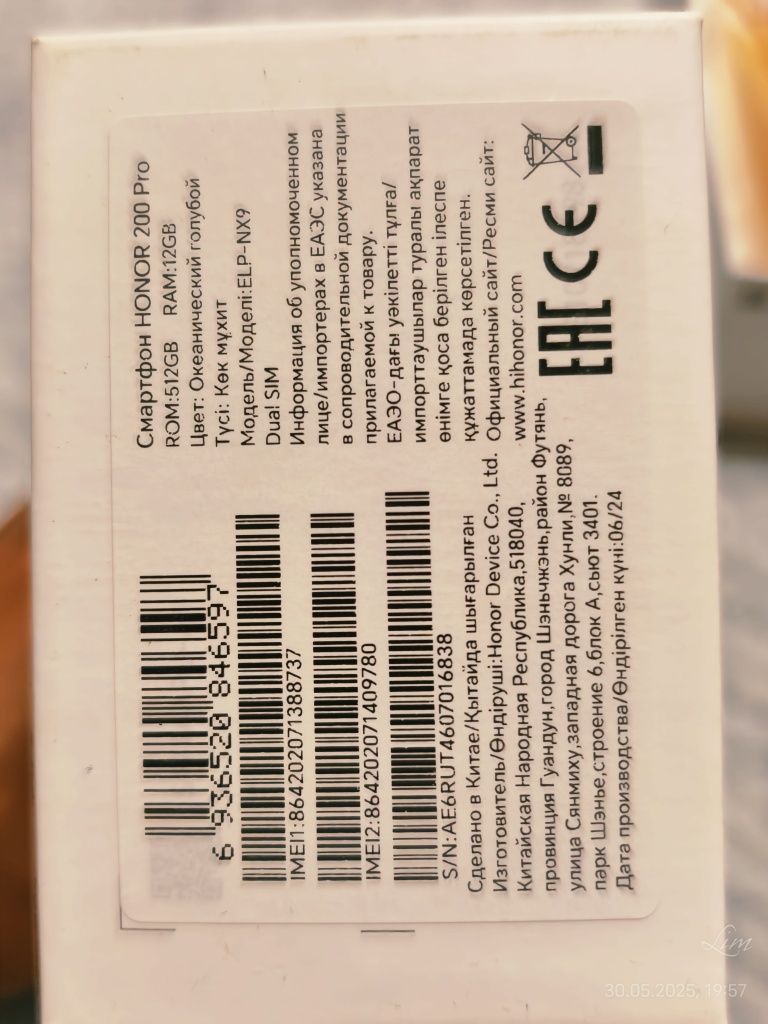 Смартфон HONOR 200 Pro
ROM:512GB RAM:12GB
Цвет: Океанический голубой
Түсі: Көк мұхит
Модель/Моделі:ELP-NX9
Dual SIM
Информация об уполномоченном
лице/импортерах в ЕАЭС указана
в сопроводительной документации
прилагаемой к товару.
ЕАЭО-дағы уәкілетті тұлға/
импорттаушылар туралы ақпарат
өнімге қоса берілген ілеспе
құжаттамада көрсетілген.
Официальный сайт/Ресми сайт:
www.hihonor.com
EAC CE
6 936520 846597
IMEI1:864202071388737
IMEI2:864202071409780
S/N:AE6RUT4607016838
Сделано в Китае/Қытайда шығарылған
Изготовитель/Өндіруші:Honor Device Co., Ltd.
Китайская Народная Республика,518040,
провинция Гуандун,город Шэньчжэнь,район Футянь,
улица Сянмиху,западная дорога Хунли,№ 8089,
парк Шэнье,строение 6,блок А,сьют 3401.
Дата производства/Өндірілген күні:06/24
Lim
30.05.2025, 19:57